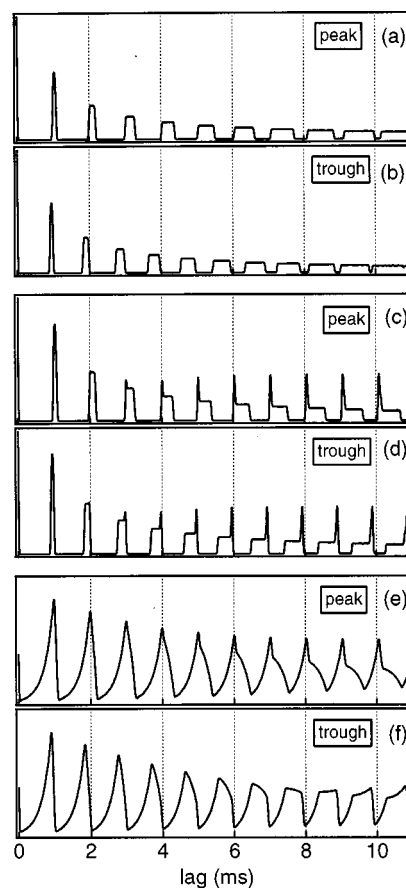 peak (a)
trough (b)
peak (c)
trough (d)
peak (e)
trough (f)
0 2 4 6 8 10
lag (ms)